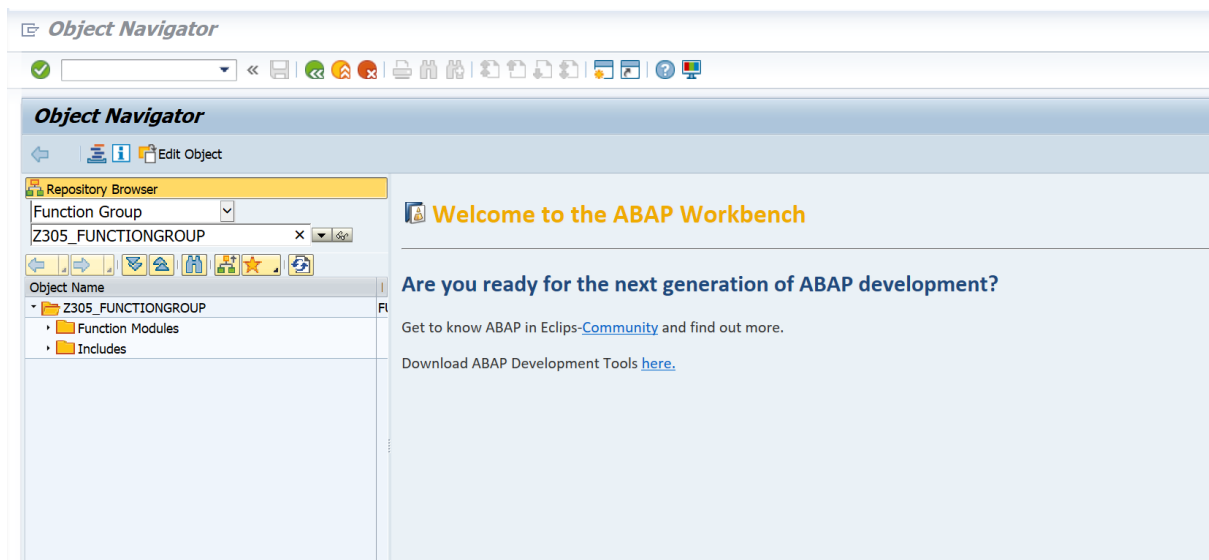 Object Navigator
Object Navigator
Edit Object
Repository Browser
Function Group
Z305_FUNCTIONGROUP
Object Name
Z305_FUNCTIONGROUP
Function Modules
Includes
Welcome to the ABAP Workbench
Are you ready for the next generation of ABAP development?
Get to know ABAP in Eclips-Community and find out more.
Download ABAP Development Tools here.